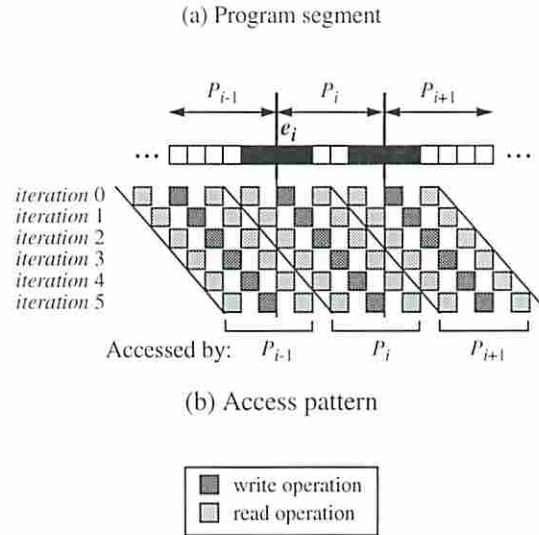 (a) Program segment
P_{i-1} P_i P_{i+1}
e_i
... ...
iteration 0
iteration 1
iteration 2
iteration 3
iteration 4
iteration 5
Accessed by: P_{i-1} P_i P_{i+1}
(b) Access pattern
write operation
read operation